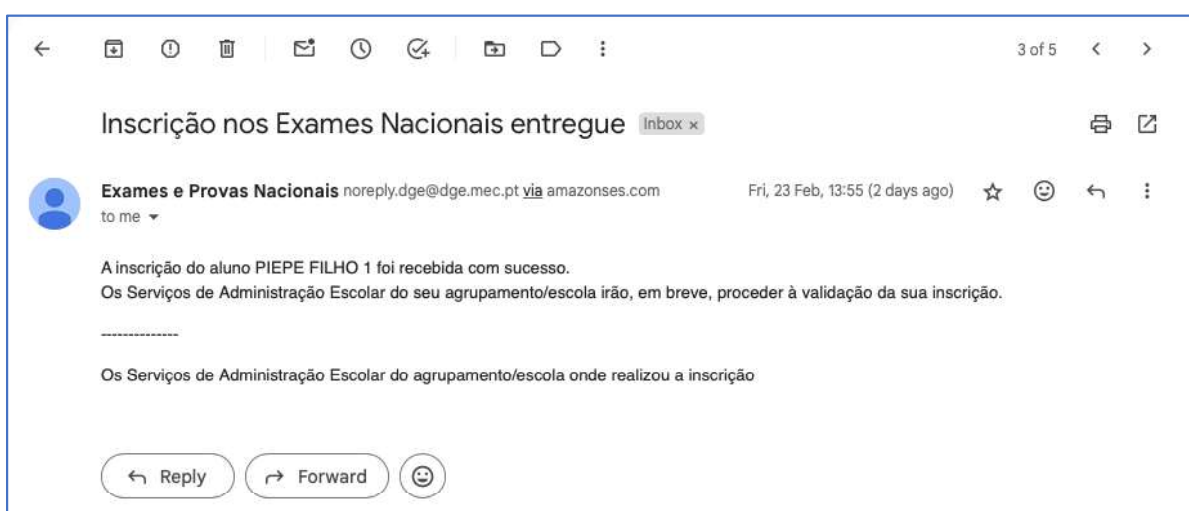 3 of 5
Inscrição nos Exames Nacionais entregue Inbox ×
Exames e Provas Nacionais noreply.dge@dge.mec.pt via amazonses.com Fri, 23 Feb, 13:55 (2 days ago)
to me
A inscrição do aluno PIEPE FILHO 1 foi recebida com sucesso.
Os Serviços de Administração Escolar do seu agrupamento/escola irão, em breve, proceder à validação da sua inscrição.
--------------
Os Serviços de Administração Escolar do agrupamento/escola onde realizou a inscrição
Reply Forward